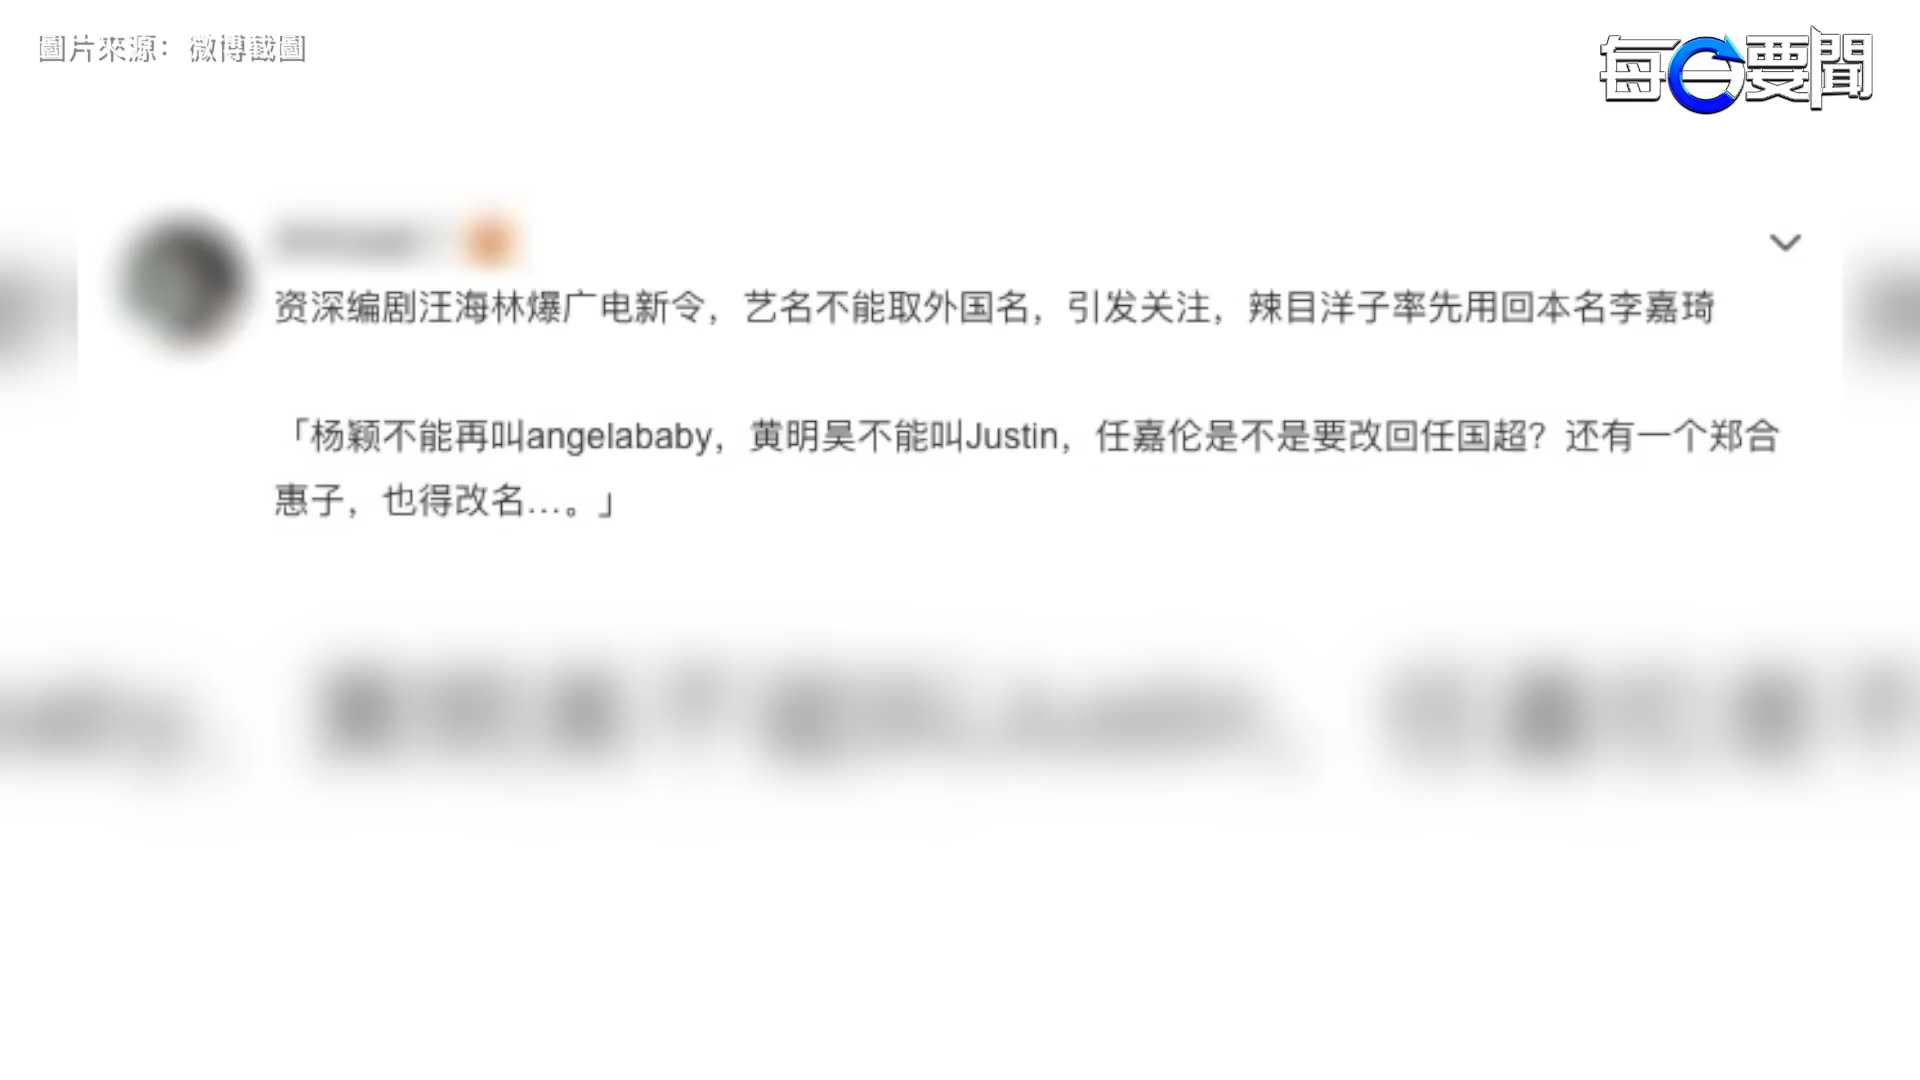 圖片來源：微博截圖
每日要聞
资深编剧汪海林爆广电新令，艺名不能取外国名，引发关注，辣目洋子率先用回本名李嘉琦
「杨颖不能再叫angelababy，黄明昊不能叫Justin，任嘉伦是不是要改回任国超？还有一个郑合
惠子，也得改名…。」